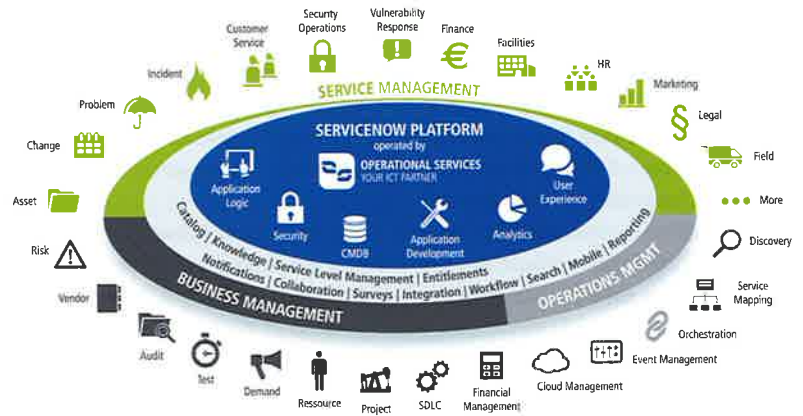 Security
Operations
Vulnerability
Response
Finance
Customer
Service
Facilities
HR
Incident
Marketing
Problem
Legal
Change
Field
Asset
More
SERVICE MANAGEMENT
SERVICENOW PLATFORM
operated by
OPERATIONAL SERVICES
YOUR ICT PARTNER
Application
Logic
User
Experience
Security
CMDB
Application
Development
Analytics
Catalog | Knowledge | Service Level Management | Entitlements
Notifications | Collaboration | Surveys | Integration | Workflow | Search | Mobile | Reporting
BUSINESS MANAGEMENT
OPERATIONS MGMT
Risk
Discovery
Vendor
Service
Mapping
Audit
Orchestration
Test
Event Management
Demand
Cloud Management
Ressource
Project
SDLC
Financial
Management